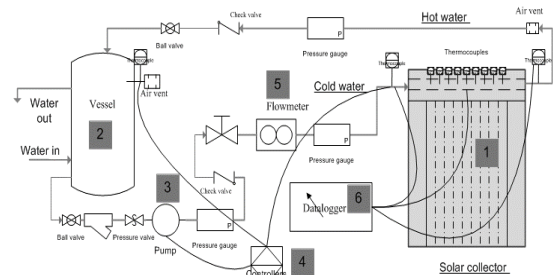 Hot water
Air vent
Check valve
Ball valve
Pressure gauge
P
Thermocouples
Thermocouple
Thermocouple
Thermocouple
Cold water
5
Vessel
Air vent
Water
out
2
Flowmeter
P
Pressure gauge
1
Water in
3
Check valve
6
Datalogger
P
Ball valve
Pressure valve
Pump
Pressure gauge
4
Controllers
Solar collector